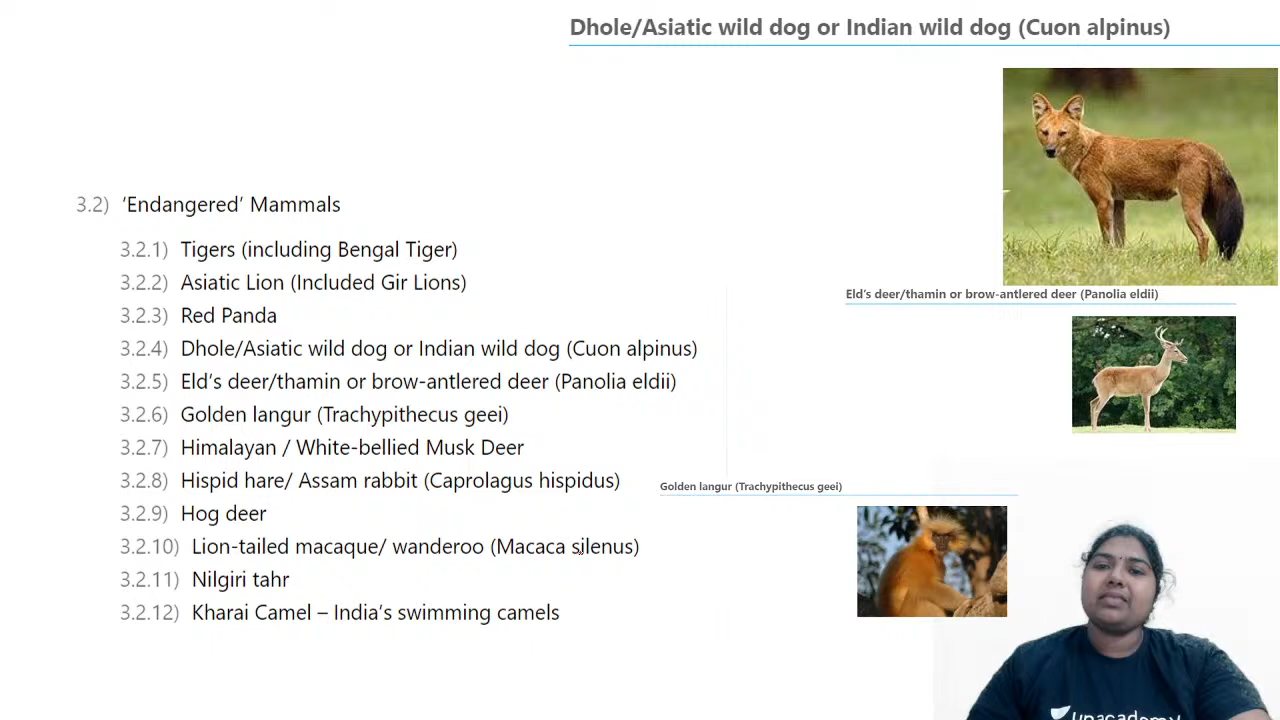 Dhole/Asiatic wild dog or Indian wild dog (Cuon alpinus)
3.2) ‘Endangered’ Mammals
3.2.1) Tigers (including Bengal Tiger)
3.2.2) Asiatic Lion (Included Gir Lions)
3.2.3) Red Panda
3.2.4) Dhole/Asiatic wild dog or Indian wild dog (Cuon alpinus)
3.2.5) Eld’s deer/thamin or brow-antlered deer (Panolia eldii)
3.2.6) Golden langur (Trachypithecus geei)
3.2.7) Himalayan / White-bellied Musk Deer
3.2.8) Hispid hare/ Assam rabbit (Caprolagus hispidus)
3.2.9) Hog deer
3.2.10) Lion-tailed macaque/ wanderoo (Macaca silenus)
3.2.11) Nilgiri tahr
3.2.12) Kharai Camel – India’s swimming camels
Eld’s deer/thamin or brow-antlered deer (Panolia eldii)
Golden langur (Trachypithecus geei)
unacademy